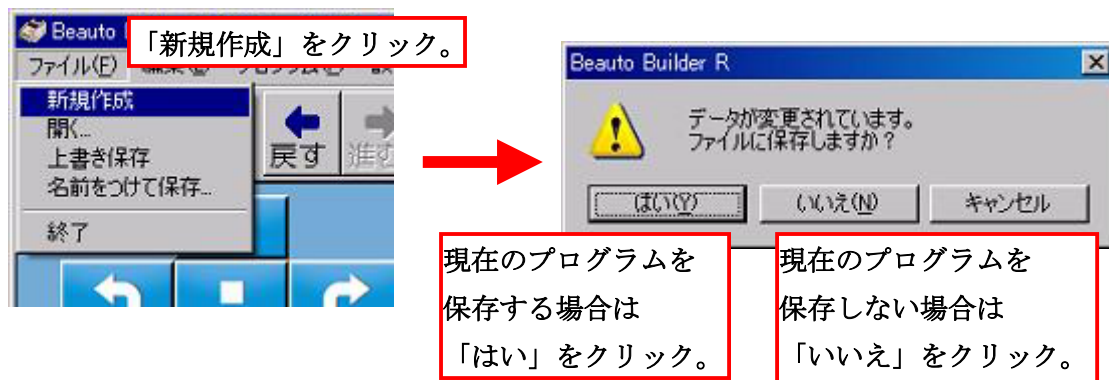 Beauto
「新規作成」をクリック。
ファイル(F)
新規作成
開く...
上書き保存
名前をつけて保存...
終了
戻す
進む
Beauto Builder R
データが変更されています。
ファイルに保存しますか？
はい(Y)
いいえ(N)
キャンセル
現在のプログラムを
保存する場合は
「はい」をクリック。
現在のプログラムを
保存しない場合は
「いいえ」をクリック。